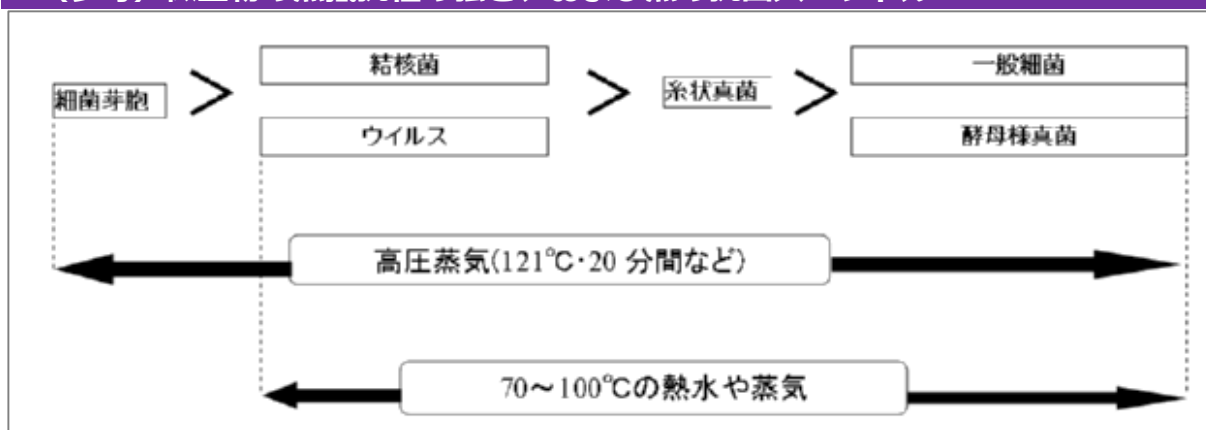 細菌芽胞 > 結核菌 > 糸状真菌 > 一般細菌
ウイルス 酵母様真菌
高圧蒸気(121℃・20 分間など)
70～100℃の熱水や蒸気